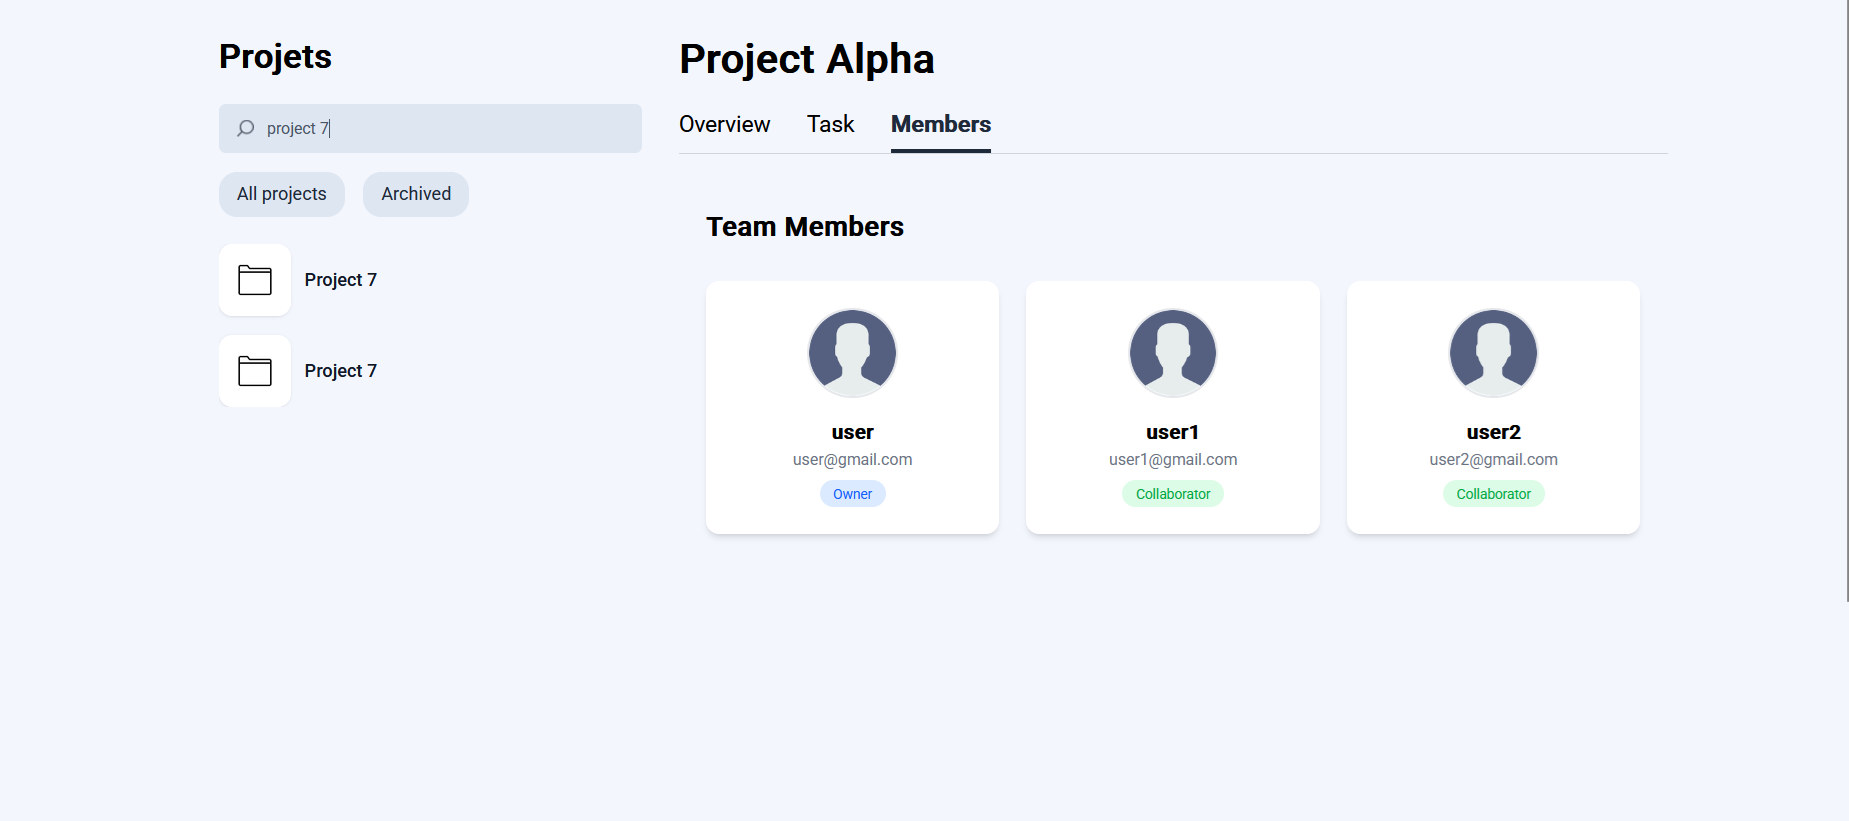 Projets
project 7
All projects
Archived
Project 7
Project 7
Project Alpha
Overview
Task
Members
Team Members
user
user@gmail.com
Owner
user1
user1@gmail.com
Collaborator
user2
user2@gmail.com
Collaborator